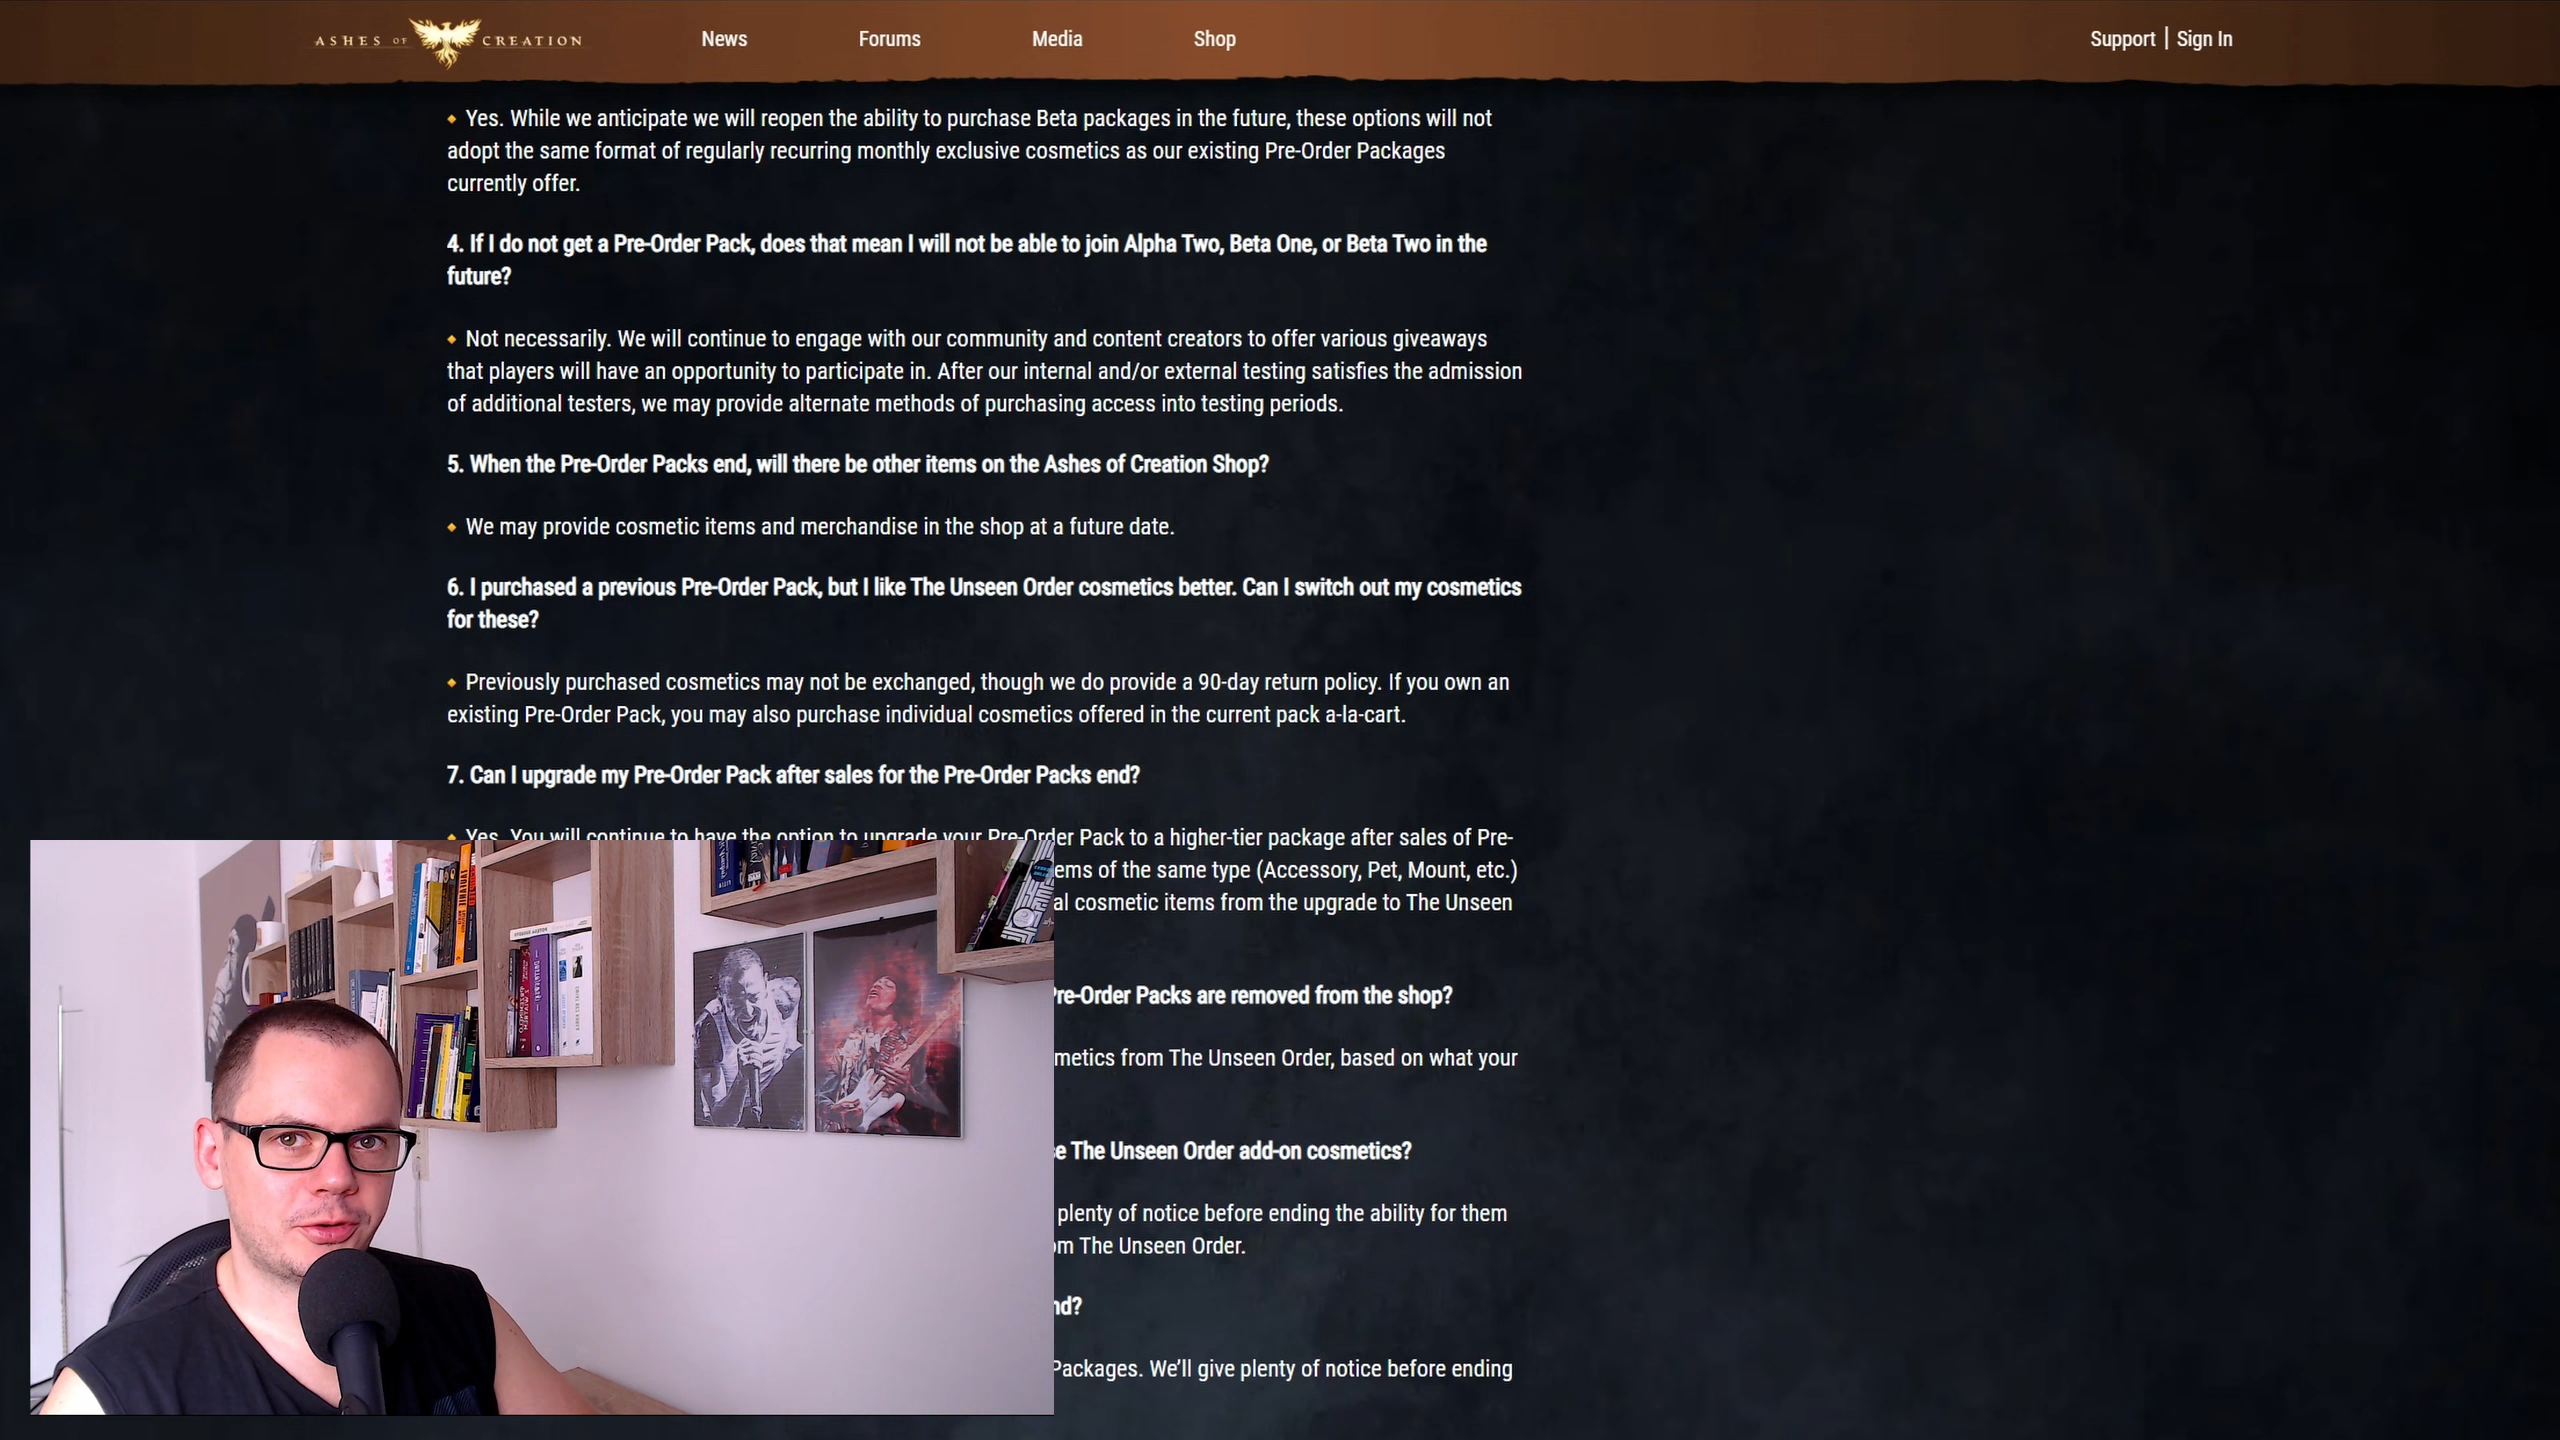 ASHES OF CREATION
News
Forums
Media
Shop
Support | Sign In
Yes. While we anticipate we will reopen the ability to purchase Beta packages in the future, these options will not
adopt the same format of regularly recurring monthly exclusive cosmetics as our existing Pre-Order Packages
currently offer.
4. If I do not get a Pre-Order Pack, does that mean I will not be able to join Alpha Two, Beta One, or Beta Two in the
future?
Not necessarily. We will continue to engage with our community and content creators to offer various giveaways
that players will have an opportunity to participate in. After our internal and/or external testing satisfies the admission
of additional testers, we may provide alternate methods of purchasing access into testing periods.
5. When the Pre-Order Packs end, will there be other items on the Ashes of Creation Shop?
We may provide cosmetic items and merchandise in the shop at a future date.
6. I purchased a previous Pre-Order Pack, but I like The Unseen Order cosmetics better. Can I switch out my cosmetics
for these?
Previously purchased cosmetics may not be exchanged, though we do provide a 90-day return policy. If you own an
existing Pre-Order Pack, you may also purchase individual cosmetics offered in the current pack a-la-cart.
7. Can I upgrade my Pre-Order Pack after sales for the Pre-Order Packs end?
Yes. You will continue to have the option to upgrade your Pre-Order Pack to a higher-tier package after sales of Pre-
ems of the same type (Accessory, Pet, Mount, etc.)
al cosmetic items from the upgrade to The Unseen
Pre-Order Packs are removed from the shop?
metics from The Unseen Order, based on what your
e The Unseen Order add-on cosmetics?
plenty of notice before ending the ability for them
om The Unseen Order.
nd?
Packages. We'll give plenty of notice before ending